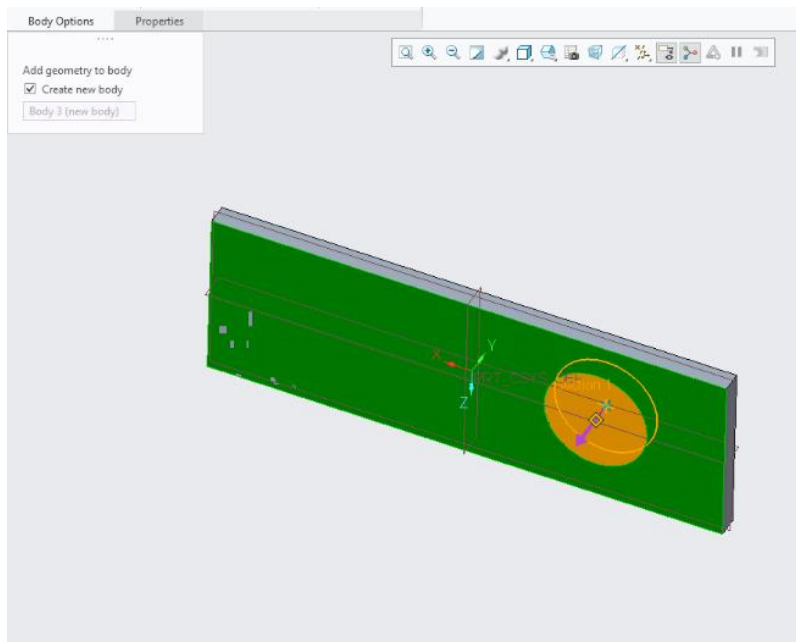 Body Options Properties
Add geometry to body
Create new body
Body 3 (new body)
X
Y
Z